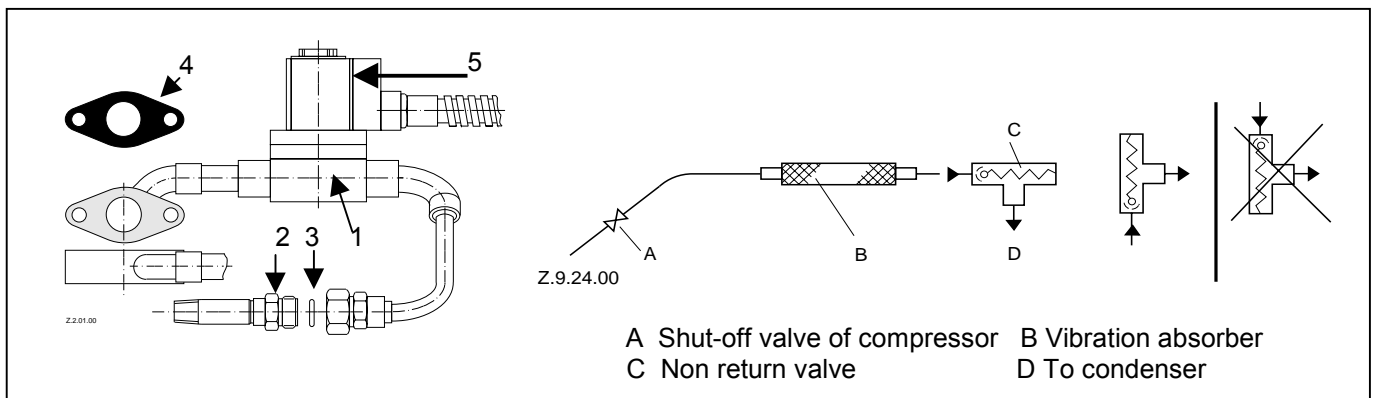 4
5
2
3
1
Z.2.01.00
A
B
C
D
Z.9.24.00
A Shut-off valve of compressor B Vibration absorber
C Non return valve D To condenser